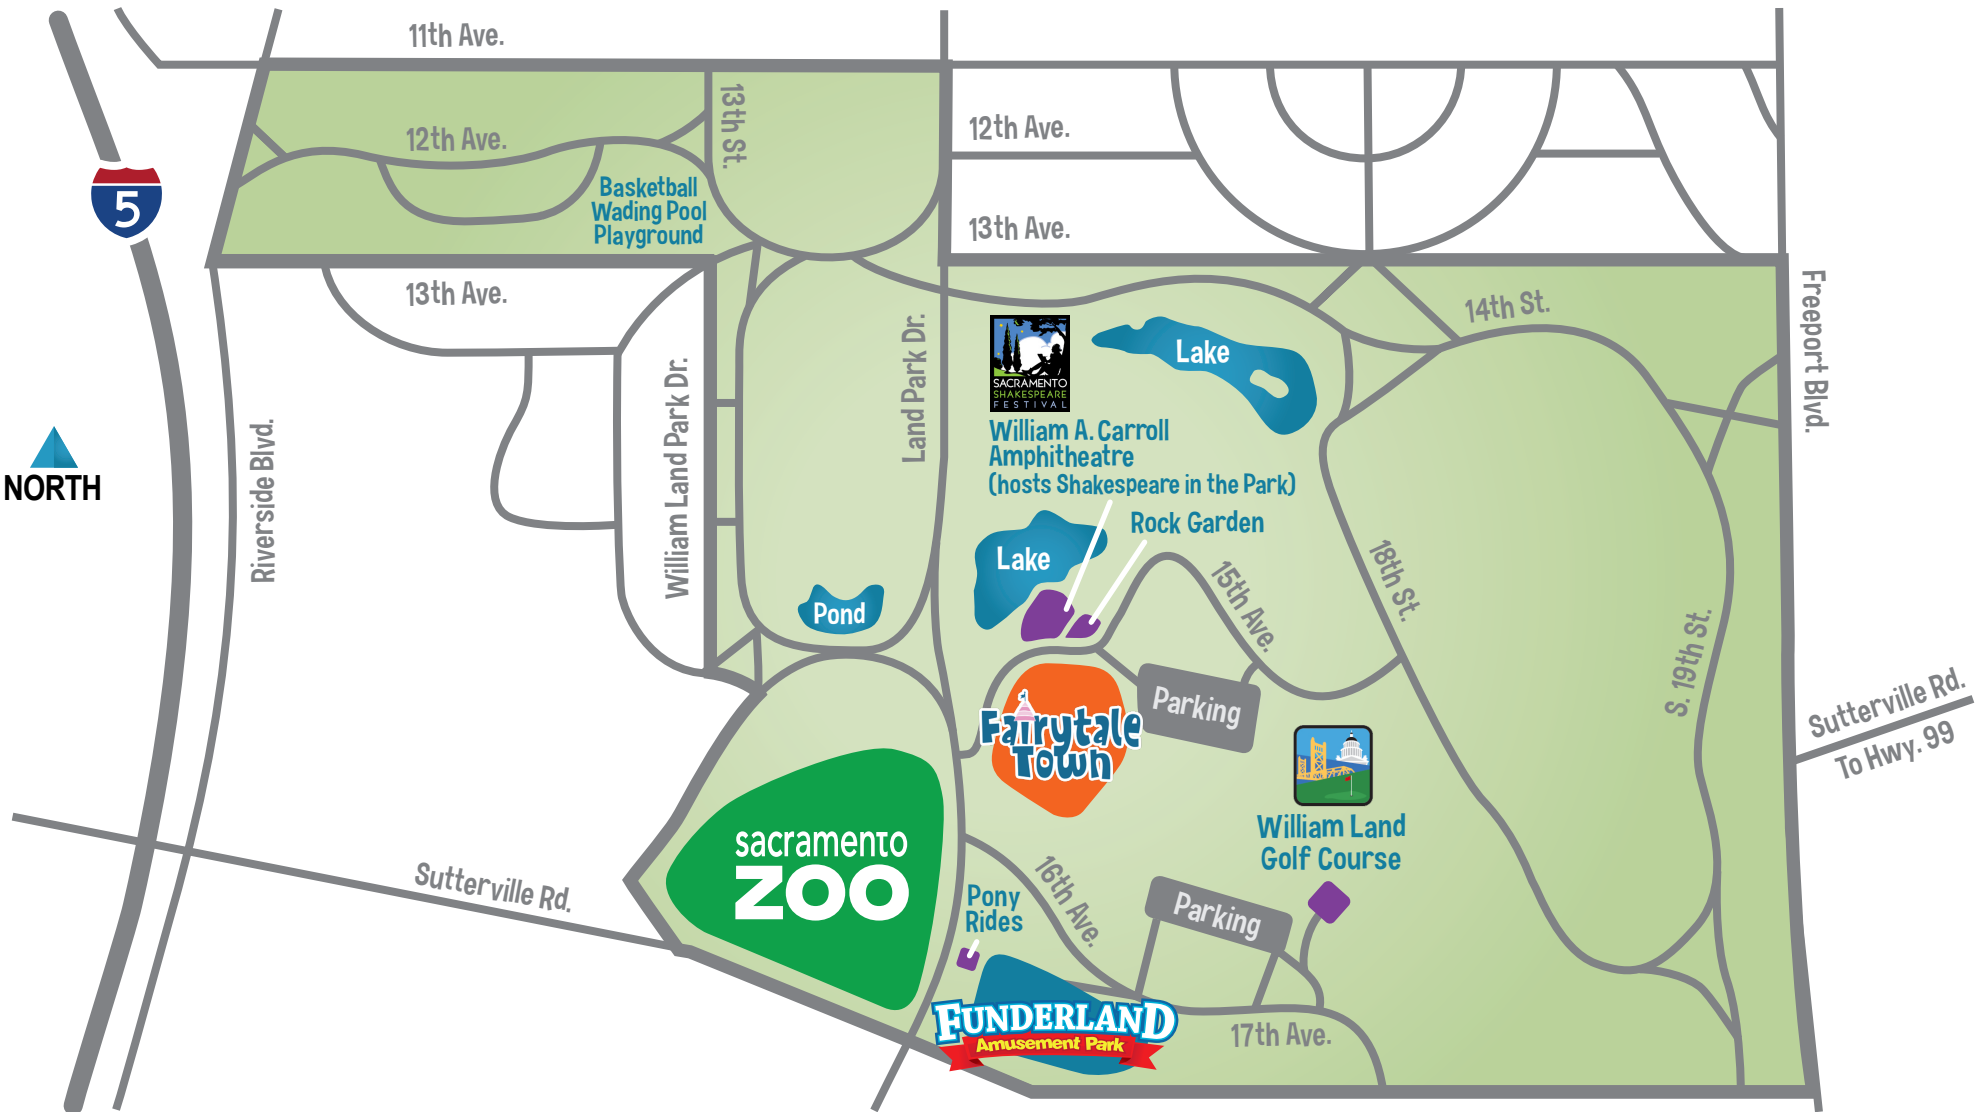 11th Ave.
12th Ave.
13th St.
12th Ave.
Basketball
Wading Pool
Playground
13th Ave.
5
13th Ave.
14th St.
Freeport Blvd.
Land Park Dr.
William Land Park Dr.
Riverside Blvd.
NORTH
SACRAMENTO
SHAKESPEARE
FESTIVAL
Lake
William A. Carroll
Amphitheatre
(hosts Shakespeare in the Park)
Rock Garden
Lake
Pond
15th Ave.
18th St.
S. 19th St.
Sutterville Rd.
To Hwy. 99
Parking
Fairytale
Town
William Land
Golf Course
sacramento
ZOO
Sutterville Rd.
16th Ave.
Pony
Rides
Parking
FUNDERLAND
Amusement Park
17th Ave.